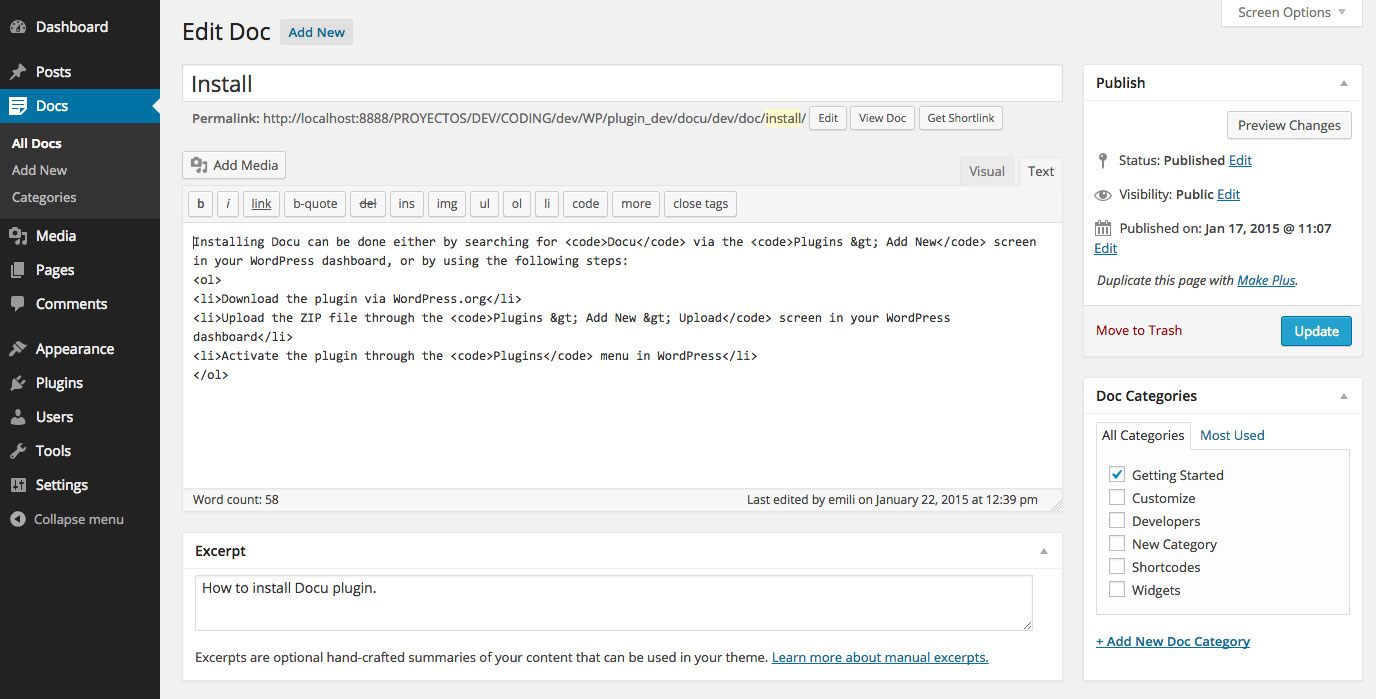 Dashboard
Posts
Docs
All Docs
Add New
Categories
Media
Pages
Comments
Appearance
Plugins
Users
Tools
Settings
Collapse menu
Screen Options
Edit Doc Add New
Install
Permalink: http://localhost:8888/PROYECTOS/DEV/CODING/dev/WP/plugin_dev/docu/dev/doc/install/ Edit View Doc Get Shortlink
Add Media
Visual Text
b i link b-quote del ins img ul ol li code more close tags
Installing Docu can be done either by searching for <code>Docu</code> via the <code>Plugins &gt; Add New</code> screen
in your WordPress dashboard, or by using the following steps:
<ol>
<li>Download the plugin via WordPress.org</li>
<li>Upload the ZIP file through the <code>Plugins &gt; Add New &gt; Upload</code> screen in your WordPress
dashboard</li>
<li>Activate the plugin through the <code>Plugins</code> menu in WordPress</li>
</ol>
Word count: 58 Last edited by emili on January 22, 2015 at 12:39 pm
Excerpt
How to install Docu plugin.
Excerpts are optional hand-crafted summaries of your content that can be used in your theme. Learn more about manual excerpts.
Publish
Preview Changes
Status: Published Edit
Visibility: Public Edit
Published on: Jan 17, 2015 @ 11:07
Edit
Duplicate this page with Make Plus.
Move to Trash Update
Doc Categories
All Categories Most Used
Getting Started
Customize
Developers
New Category
Shortcodes
Widgets
+ Add New Doc Category